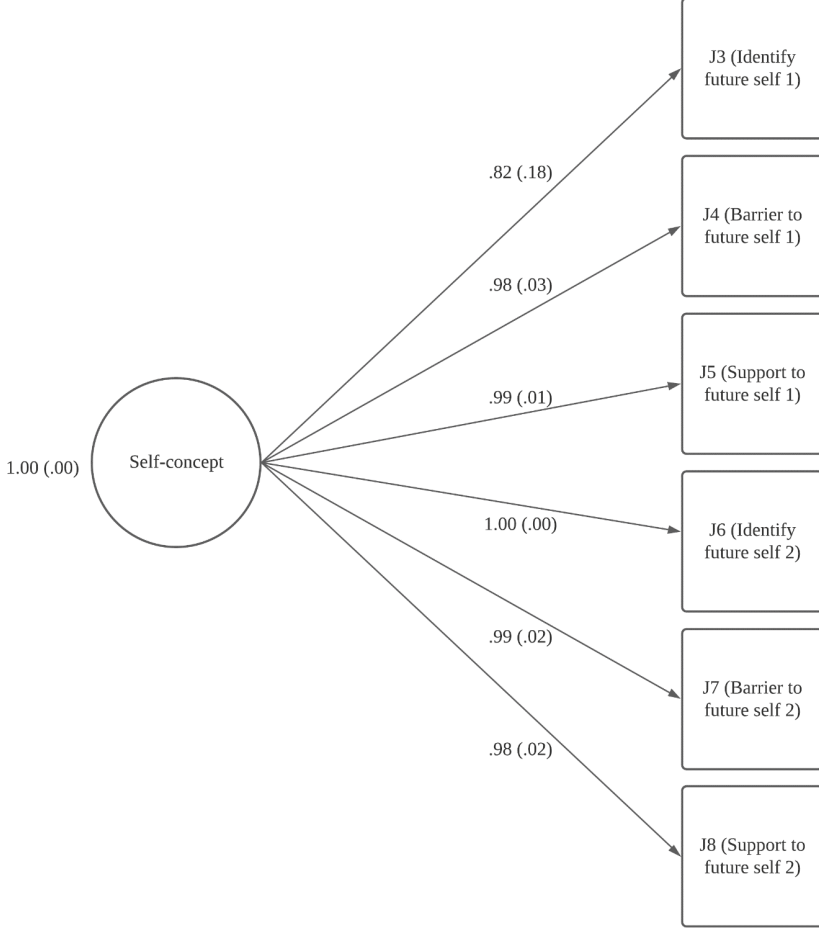 J3 (Identify
future self 1)
.82 (.18)
J4 (Barrier to
future self 1)
.98 (.03)
J5 (Support to
future self 1)
.99 (.01)
Self-concept
1.00 (.00)
J6 (Identify
future self 2)
1.00 (.00)
J7 (Barrier to
future self 2)
.99 (.02)
J8 (Support to
future self 2)
.98 (.02)